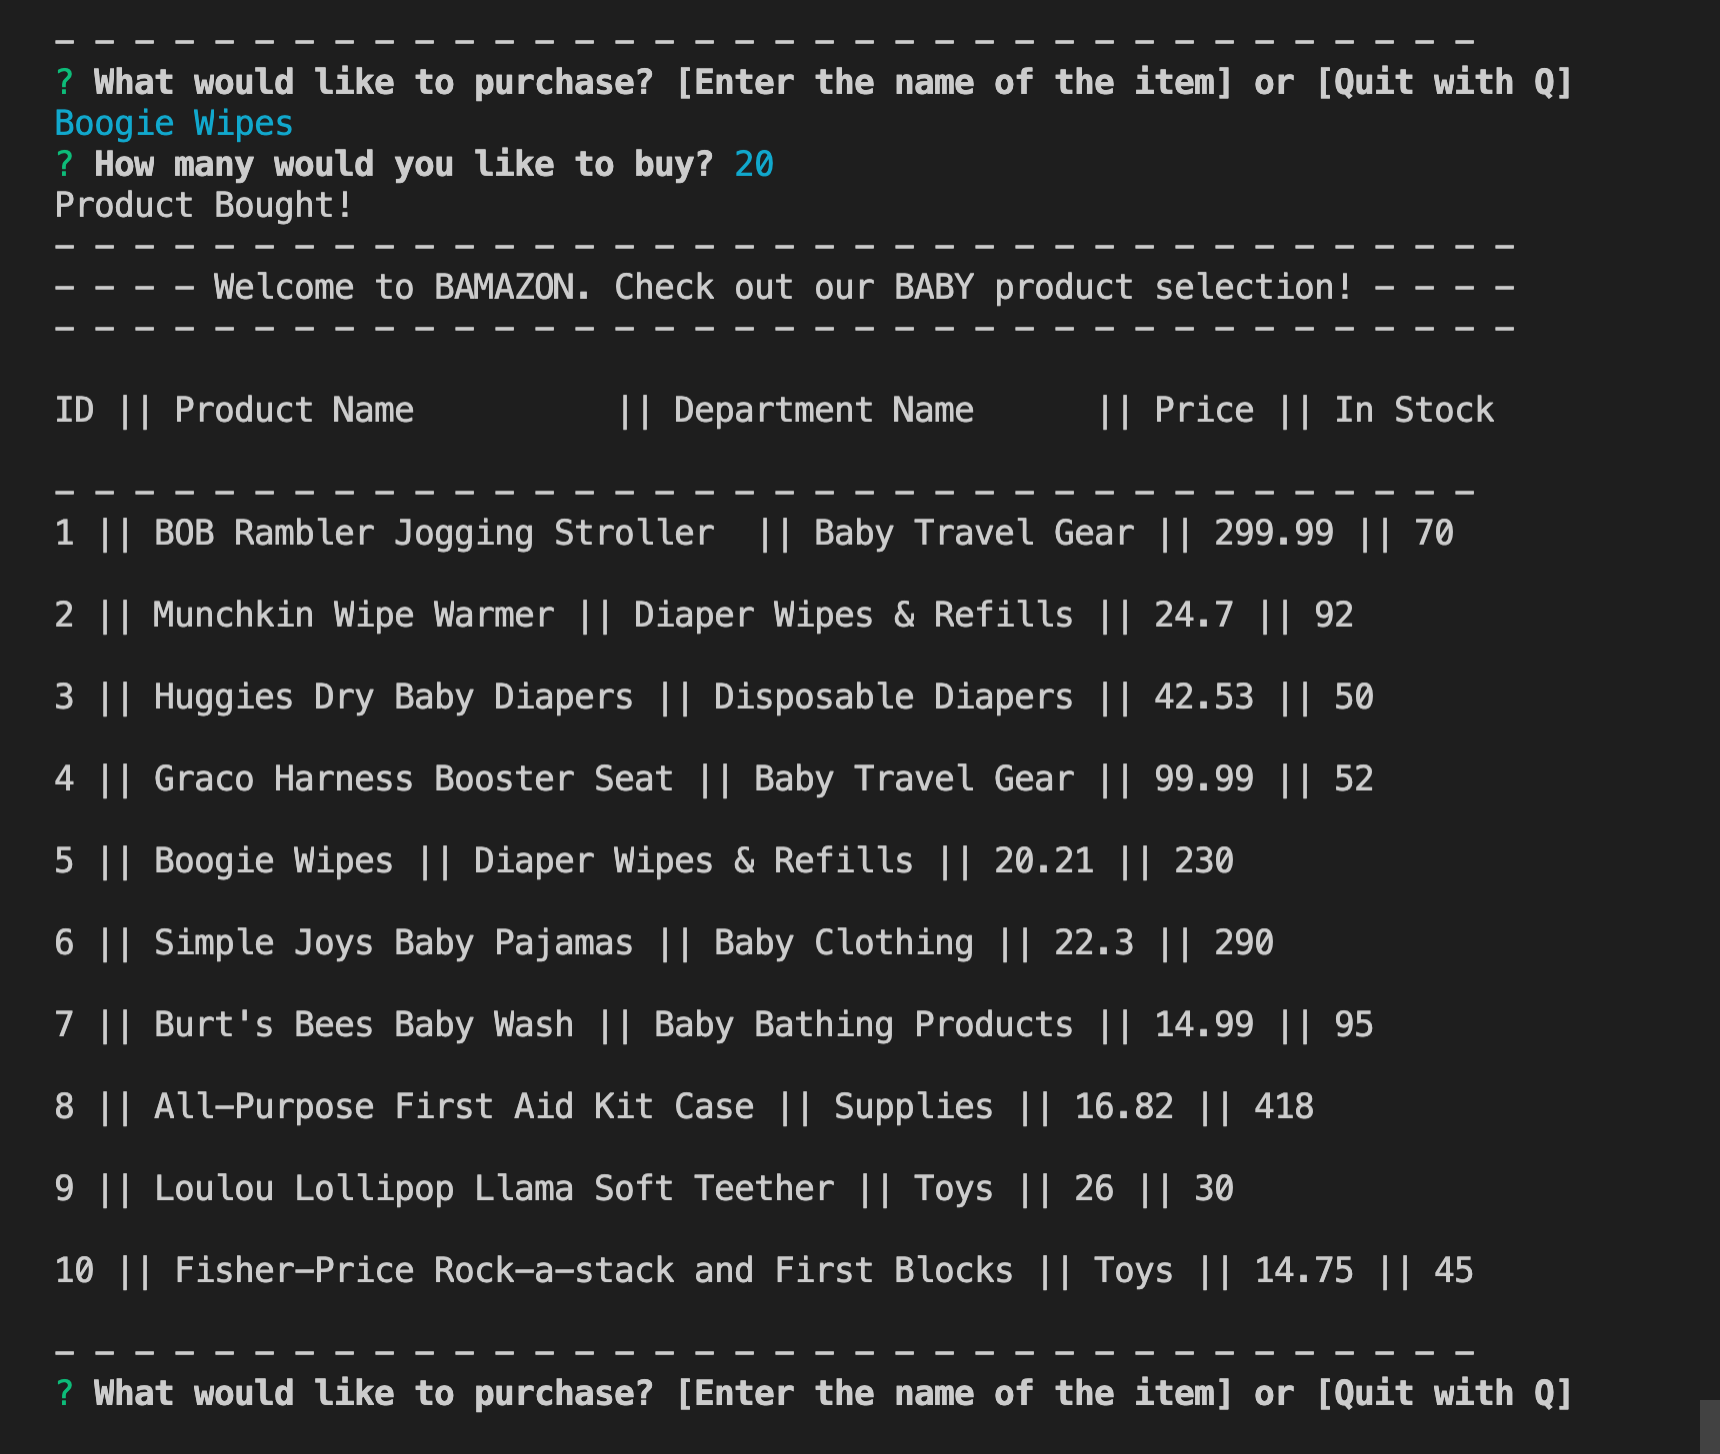 - - - - - - - - - - - - - - - - - - - - - - - - - - - - - - - - - - - -
? What would like to purchase? [Enter the name of the item] or [Quit with Q]
Boogie Wipes
? How many would you like to buy? 20
Product Bought!
- - - - - - - - - - - - - - - - - - - - - - - - - - - - - - - - - - - - -
- - - - Welcome to BAMAZON. Check out our BABY product selection! - - - -
- - - - - - - - - - - - - - - - - - - - - - - - - - - - - - - - - - - - -
ID || Product Name          || Department Name      || Price || In Stock
- - - - - - - - - - - - - - - - - - - - - - - - - - - - - - - - - - - -
1 || BOB Rambler Jogging Stroller  || Baby Travel Gear || 299.99 || 70
2 || Munchkin Wipe Warmer || Diaper Wipes & Refills || 24.7 || 92
3 || Huggies Dry Baby Diapers || Disposable Diapers || 42.53 || 50
4 || Graco Harness Booster Seat || Baby Travel Gear || 99.99 || 52
5 || Boogie Wipes || Diaper Wipes & Refills || 20.21 || 230
6 || Simple Joys Baby Pajamas || Baby Clothing || 22.3 || 290
7 || Burt's Bees Baby Wash || Baby Bathing Products || 14.99 || 95
8 || All-Purpose First Aid Kit Case || Supplies || 16.82 || 418
9 || Loulou Lollipop Llama Soft Teether || Toys || 26 || 30
10 || Fisher-Price Rock-a-stack and First Blocks || Toys || 14.75 || 45
- - - - - - - - - - - - - - - - - - - - - - - - - - - - - - - - - - - -
? What would like to purchase? [Enter the name of the item] or [Quit with Q]